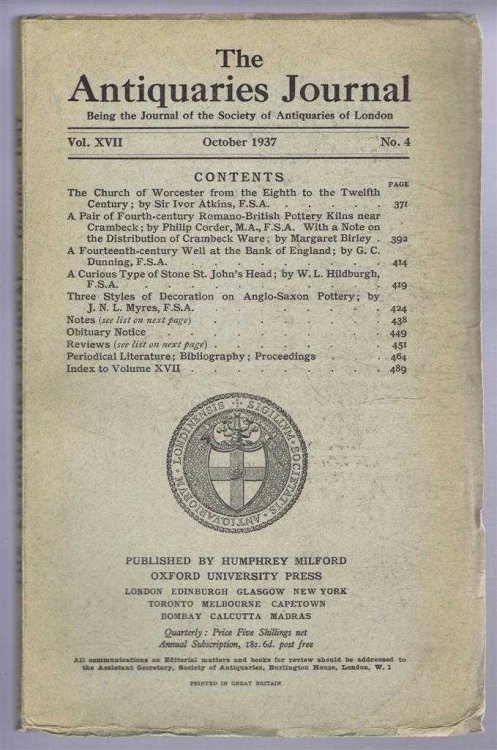 The
Antiquaries Journal
Being the Journal of the Society of Antiquaries of London
Vol. XVII October 1937 No. 4
CONTENTS
PAGE
The Church of Worcester from the Eighth to the Twelfth
Century; by Sir Ivor Atkins, F.S.A. . . . . . . 371
A Pair of Fourth-century Romano-British Pottery Kilns near
Crambeck; by Philip Corder, M.A., F.S.A. With a Note on
the Distribution of Crambeck Ware; by Margaret Birley . 392
A Fourteenth-century Well at the Bank of England; by G. C.
Dunning, F.S.A. . . . . . . . . . 414
A Curious Type of Stone St. John's Head; by W. L. Hildburgh,
F.S.A. . . . . . . . . . . 419
Three Styles of Decoration on Anglo-Saxon Pottery; by
J. N. L. Myres, F.S.A. . . . . . . . . 424
Notes (see list on next page) . . . . . . . 438
Obituary Notice . . . . . . . . . 449
Reviews (see list on next page) . . . . . . . 451
Periodical Literature; Bibliography; Proceedings . . . 464
Index to Volume XVII . . . . . . . . 489
SIGILLVM · SOCIETATIS · ANTIQVARIORVM · LONDINENSIS
PUBLISHED BY HUMPHREY MILFORD
OXFORD UNIVERSITY PRESS
LONDON EDINBURGH GLASGOW NEW YORK
TORONTO MELBOURNE CAPETOWN
BOMBAY CALCUTTA MADRAS
Quarterly: Price Five Shillings net
Annual Subscription, 18s. 6d. post free
All communications on Editorial matters and books for review should be addressed to
the Assistant Secretary, Society of Antiquaries, Burlington House, London, W. 1
PRINTED IN GREAT BRITAIN